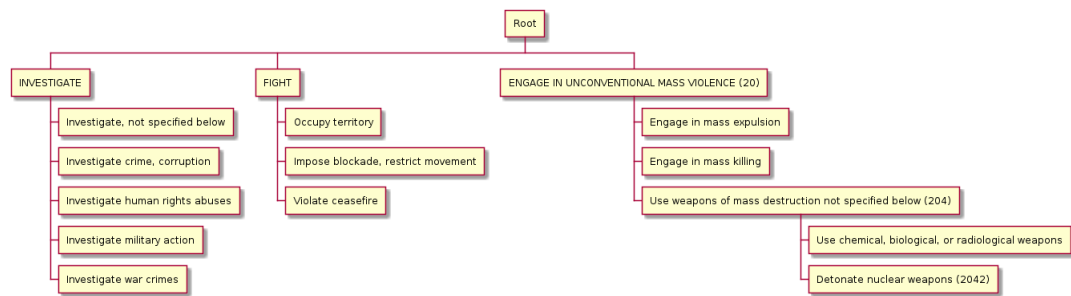 Root
INVESTIGATE
Investigate, not specified below
Investigate crime, corruption
Investigate human rights abuses
Investigate military action
Investigate war crimes
FIGHT
Occupy territory
Impose blockade, restrict movement
Violate ceasefire
ENGAGE IN UNCONVENTIONAL MASS VIOLENCE (20)
Engage in mass expulsion
Engage in mass killing
Use weapons of mass destruction not specified below (204)
Use chemical, biological, or radiological weapons
Detonate nuclear weapons (2042)